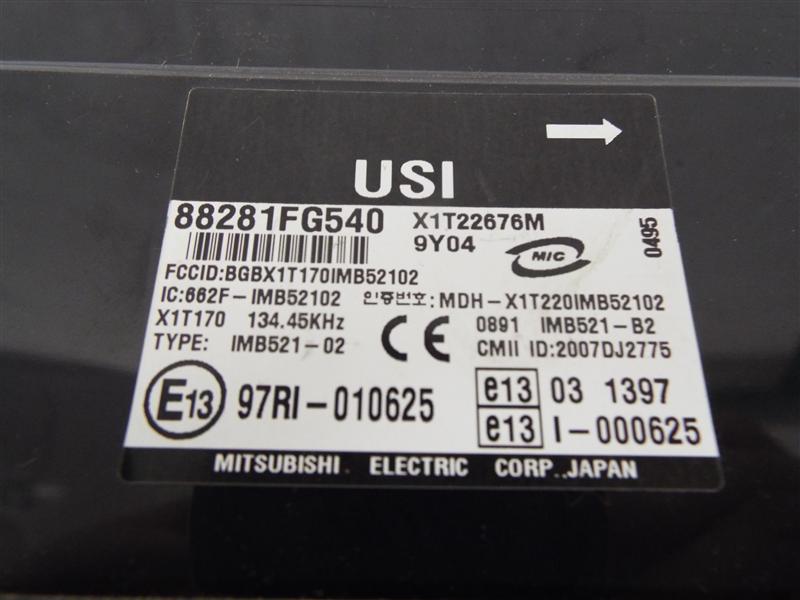 USI
88281FG540 X1T22676M
9Y04 MIC 0495
FCCID:BGBX1T170IMB52102
IC:662F-IMB52102 인증번호:MDH-X1T220IMB52102
X1T170 134.45KHz CE 0891 IMB521-B2
TYPE: IMB521-02 CMII ID:2007DJ2775
E13 97RI-010625 e13 03 1397
e13 I-000625
MITSUBISHI ELECTRIC CORP.,JAPAN